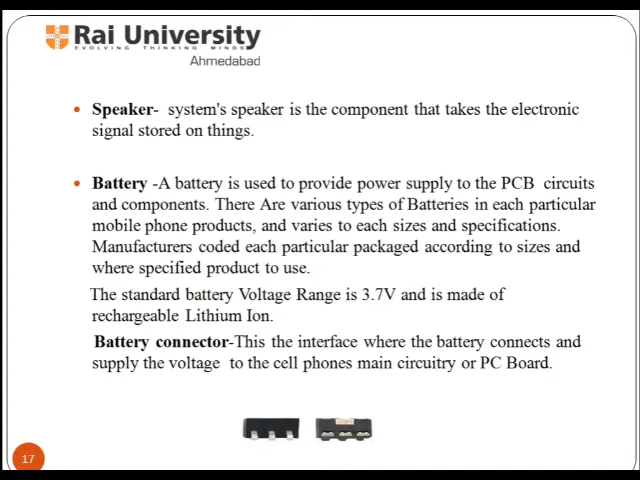 Rai University
EVOLVING THINKING MINDS
Ahmedabad
• Speaker- system's speaker is the component that takes the electronic
signal stored on things.
• Battery -A battery is used to provide power supply to the PCB circuits
and components. There Are various types of Batteries in each particular
mobile phone products, and varies to each sizes and specifications.
Manufacturers coded each particular packaged according to sizes and
where specified product to use.
The standard battery Voltage Range is 3.7V and is made of
rechargeable Lithium Ion.
Battery connector-This the interface where the battery connects and
supply the voltage to the cell phones main circuitry or PC Board.
17